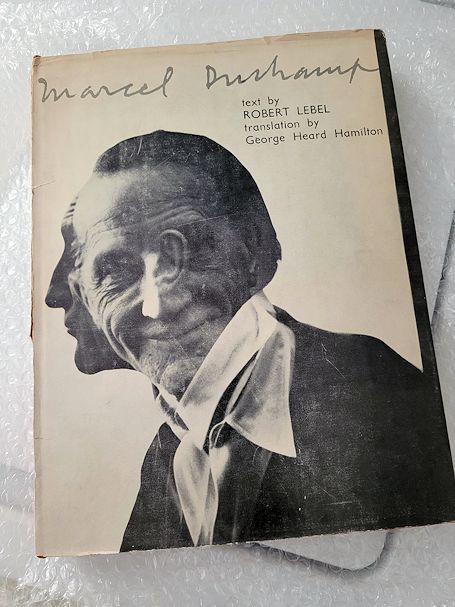 Marcel Duchamp
text by
ROBERT LEBEL
translation by
George Heard Hamilton